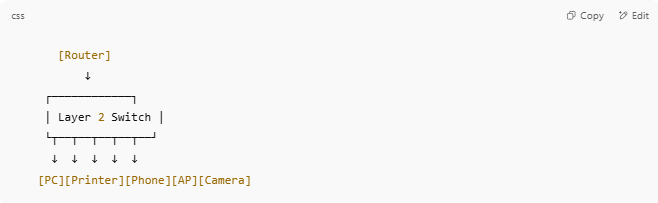 css Copy Edit
[Router]
↓
┌────────────┐
│ Layer 2 Switch │
└┬──┬──┬──┬──┬──┘
↓ ↓ ↓ ↓ ↓
[PC][Printer][Phone][AP][Camera]